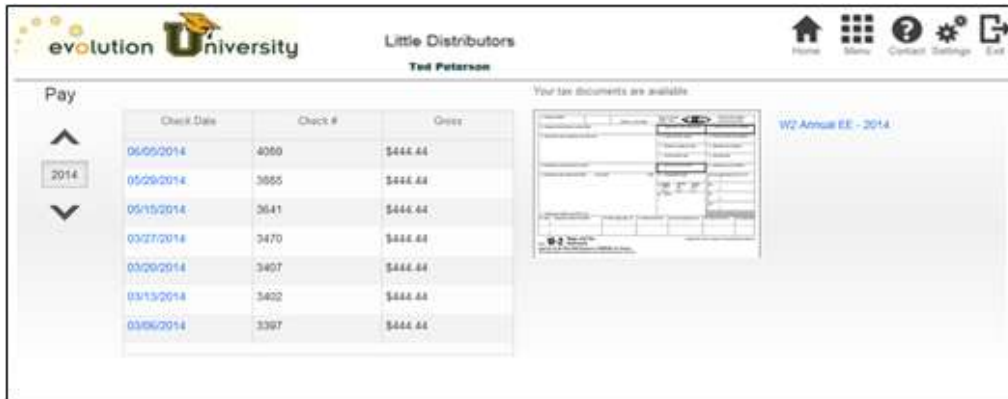 evolution University
Little Distributors
Ted Peterson
Home Menu Contact Settings Exit
Pay
2014
Check Date Check # Gross
06/05/2014 4069 $444.44
05/29/2014 3665 $444.44
05/15/2014 3641 $444.44
03/27/2014 3470 $444.44
03/20/2014 3407 $444.44
03/13/2014 3402 $444.44
03/06/2014 3397 $444.44
Your tax documents are available.
W-2
W2 Annual EE - 2014